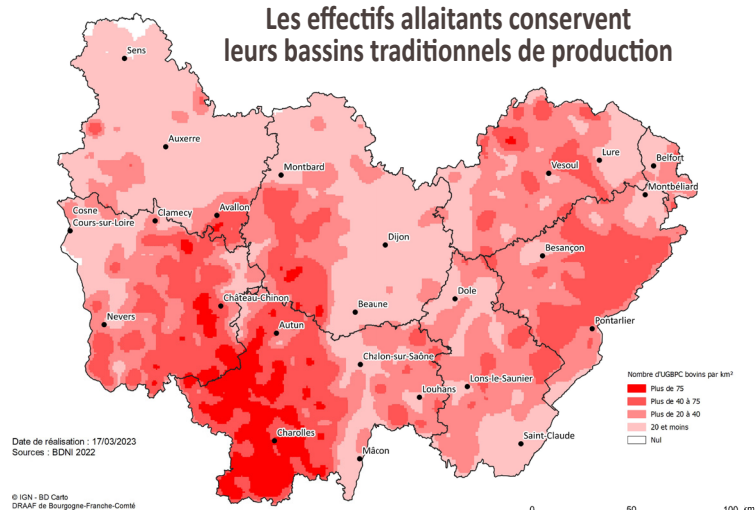 Les effectifs allaitants conservent
leurs bassins traditionnels de production
Sens
Auxerre
Montbard
Vesoul
Lure
Belfort
Montbéliard
Cosne
Cours-sur-Loire
Clamecy
Avallon
Dijon
Besançon
Dole
Château-Chinon
Beaune
Nevers
Autun
Pontarlier
Chalon-sur-Saône
Louhans
Lons-le-Saunier
Charolles
Mâcon
Saint-Claude
Nombre d'UGBPC bovins par km²
Plus de 75
Plus de 40 à 75
Plus de 20 à 40
20 et moins
Nul
Date de réalisation : 17/03/2023
Sources : BDNI 2022
© IGN - BD Carto
DRAAF de Bourgogne-Franche-Comté
0 50 100